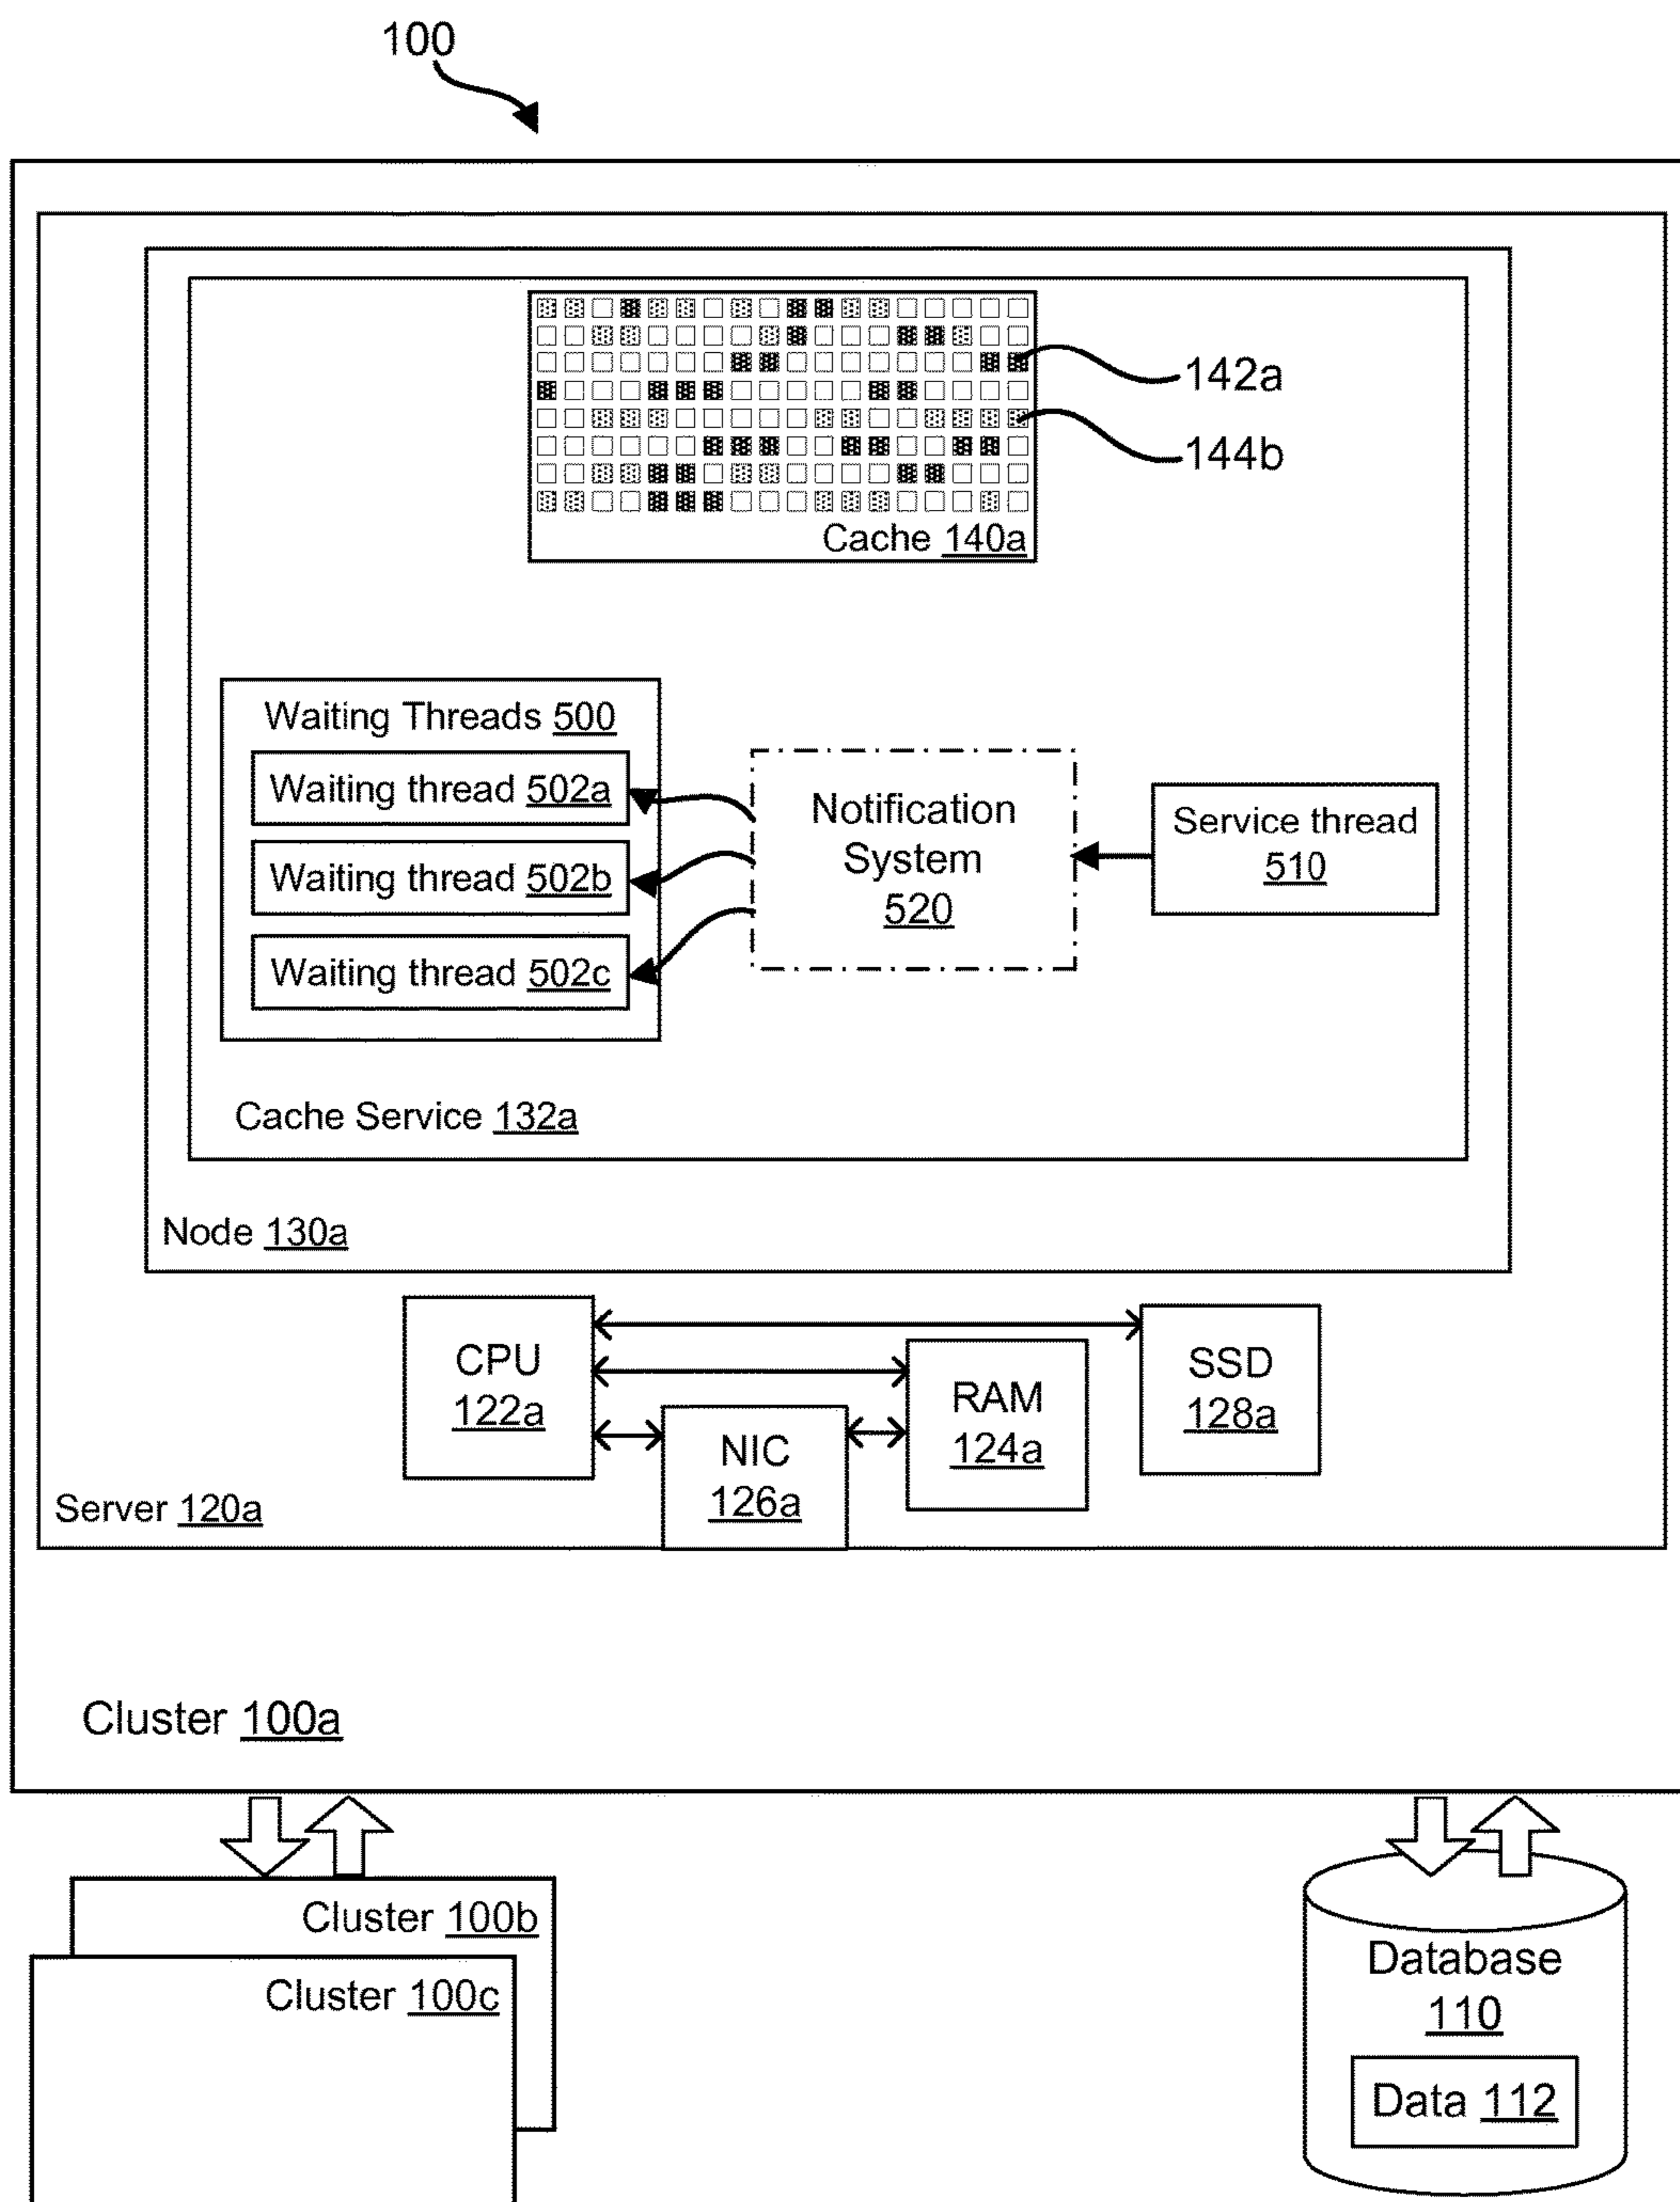 100
142a
144b
Cache 140a
Waiting Threads 500
Waiting thread 502a
Waiting thread 502b
Waiting thread 502c
Notification
System
520
Service thread
510
Cache Service 132a
Node 130a
CPU
122a
NIC
126a
RAM
124a
SSD
128a
Server 120a
Cluster 100a
Cluster 100b
Cluster 100c
Database
110
Data 112